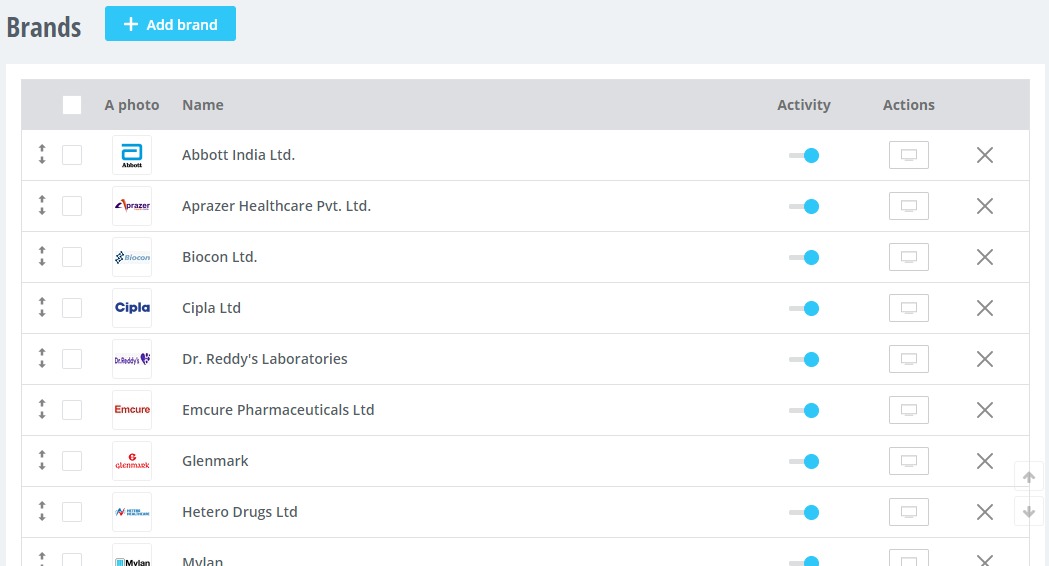 Brands
+ Add brand
A photo Name Activity Actions
Abbott Abbott India Ltd.
Aprazer Aprazer Healthcare Pvt. Ltd.
Biocon Biocon Ltd.
Cipla Cipla Ltd
Dr.Reddy's Dr. Reddy's Laboratories
Emcure Emcure Pharmaceuticals Ltd
glenmark Glenmark
HETERO HEALTHCARE Hetero Drugs Ltd
Mylan Mylan